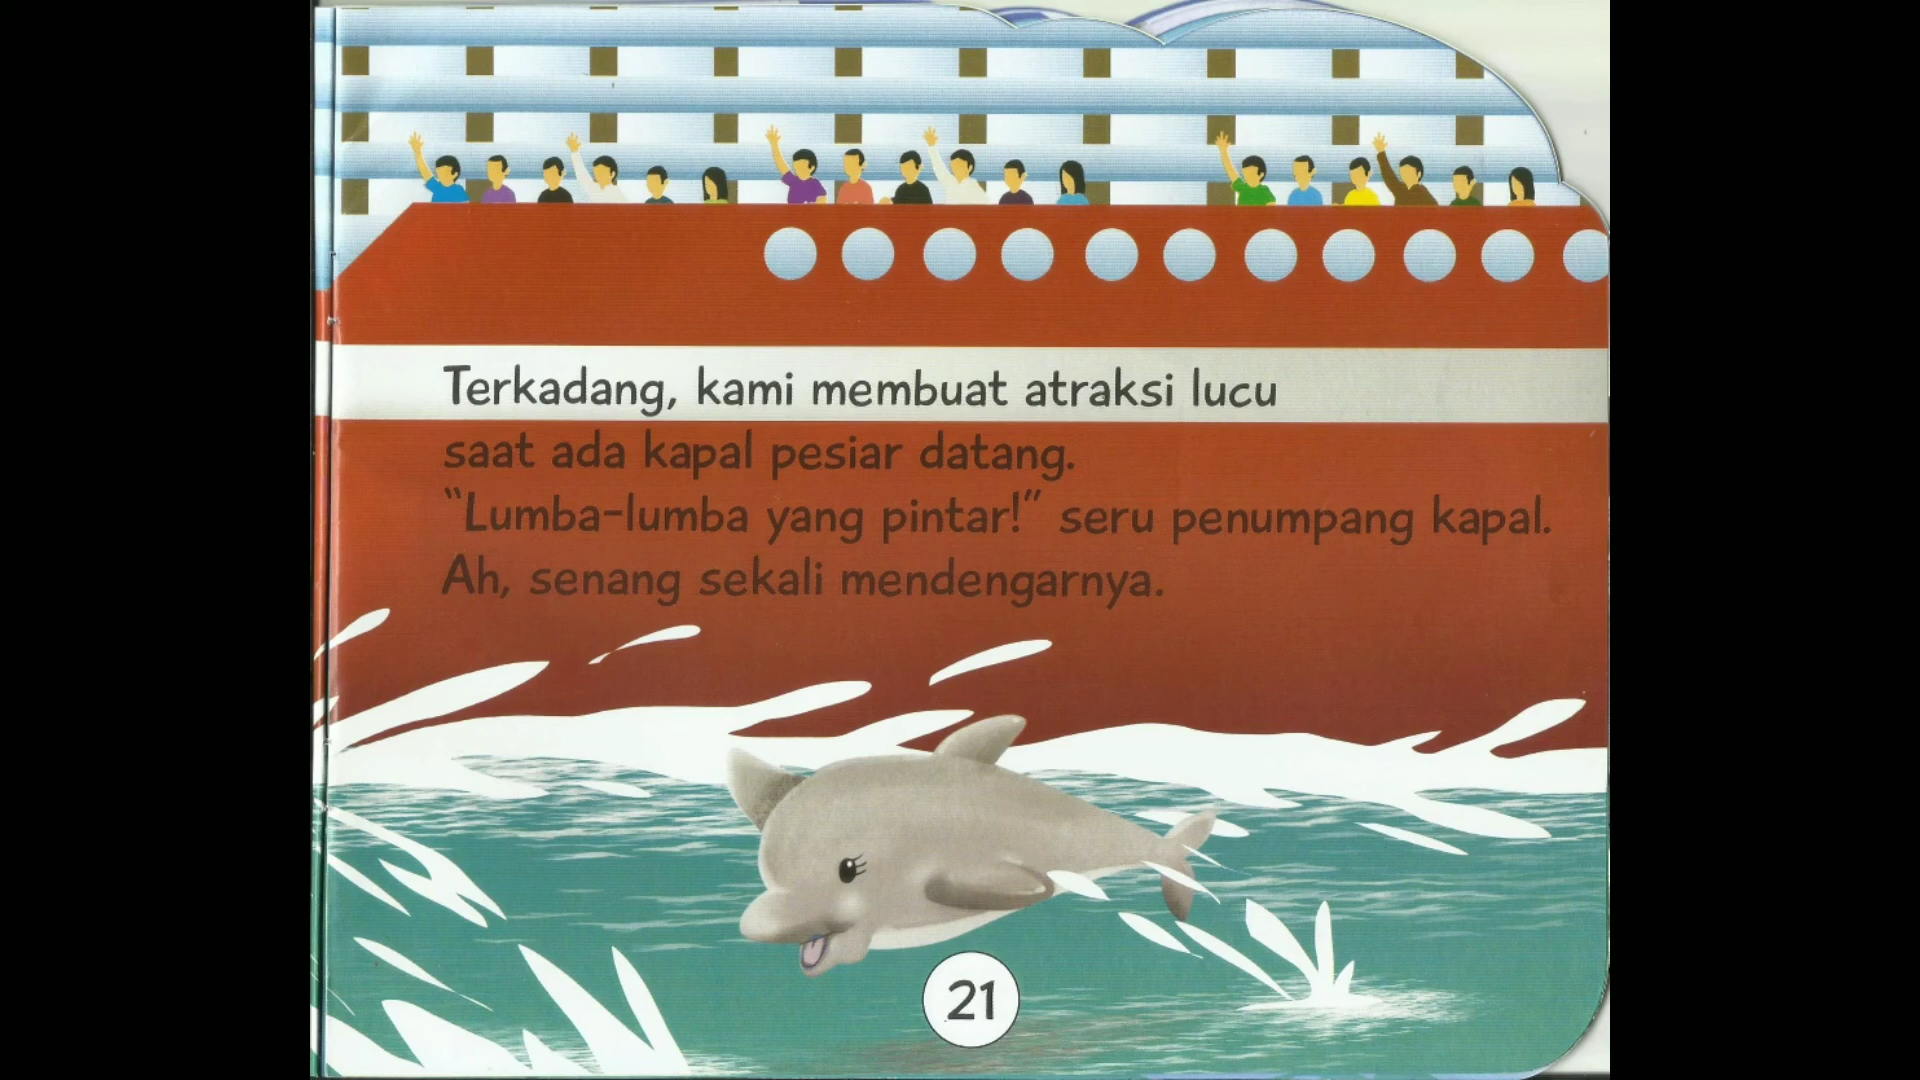 Terkadang, kami membuat atraksi lucu
saat ada kapal pesiar datang.
“Lumba-lumba yang pintar!” seru penumpang kapal.
Ah, senang sekali mendengarnya.
21